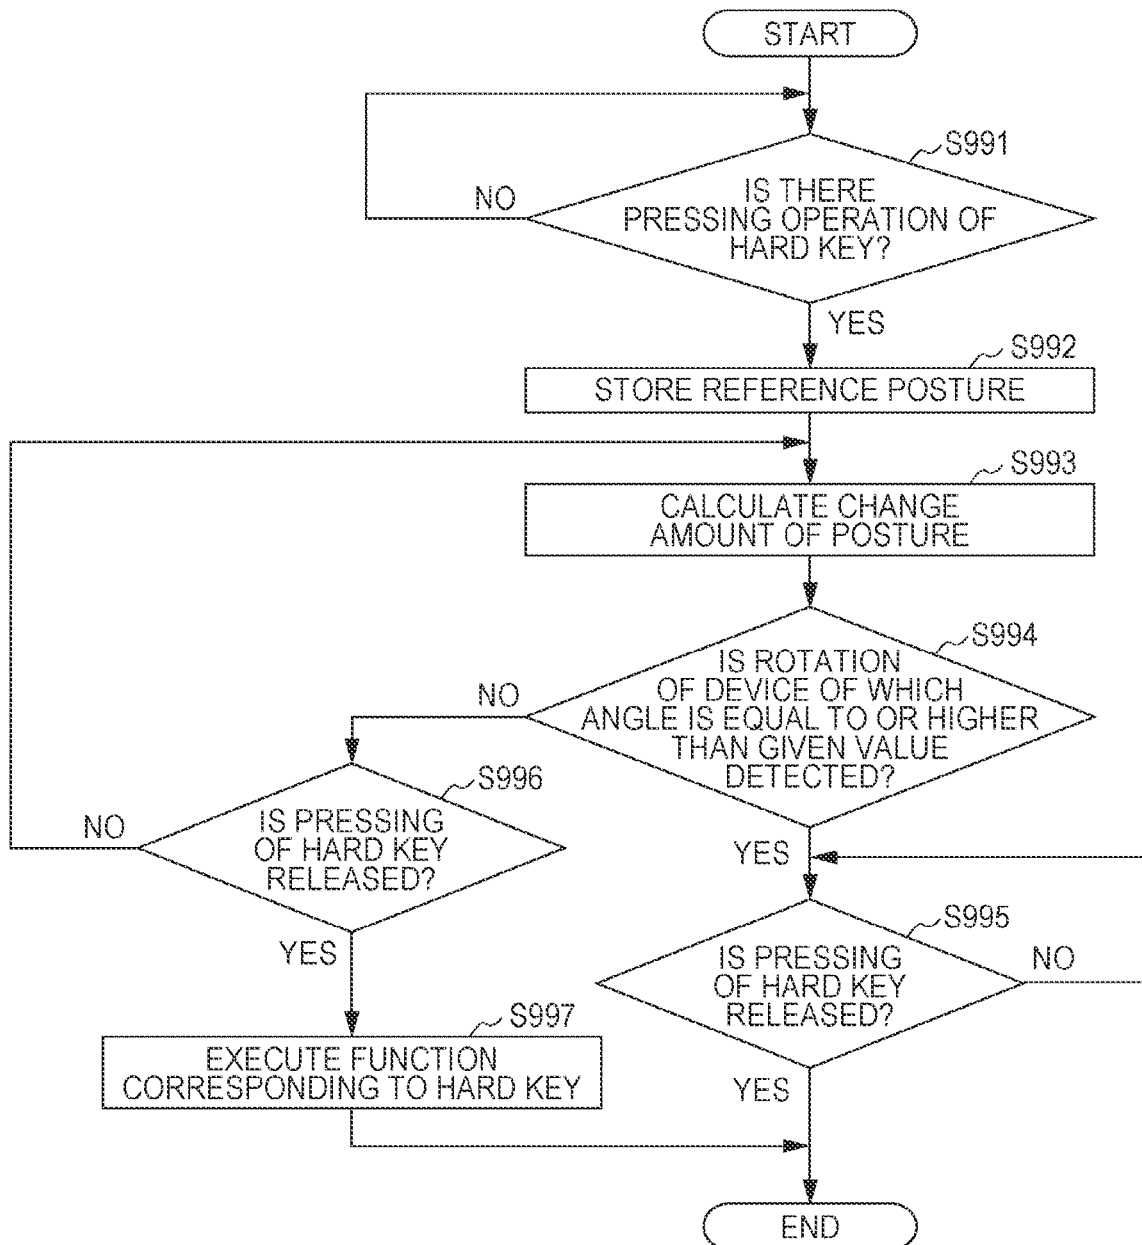 START
S991
IS THERE
PRESSING OPERATION OF
HARD KEY?
NO
YES
S992
STORE REFERENCE POSTURE
S993
CALCULATE CHANGE
AMOUNT OF POSTURE
S994
IS ROTATION
OF DEVICE OF WHICH
ANGLE IS EQUAL TO OR HIGHER
THAN GIVEN VALUE
DETECTED?
NO
YES
S996
IS PRESSING
OF HARD KEY
RELEASED?
NO
YES
S995
IS PRESSING
OF HARD KEY
RELEASED?
NO
YES
S997
EXECUTE FUNCTION
CORRESPONDING TO HARD KEY
END